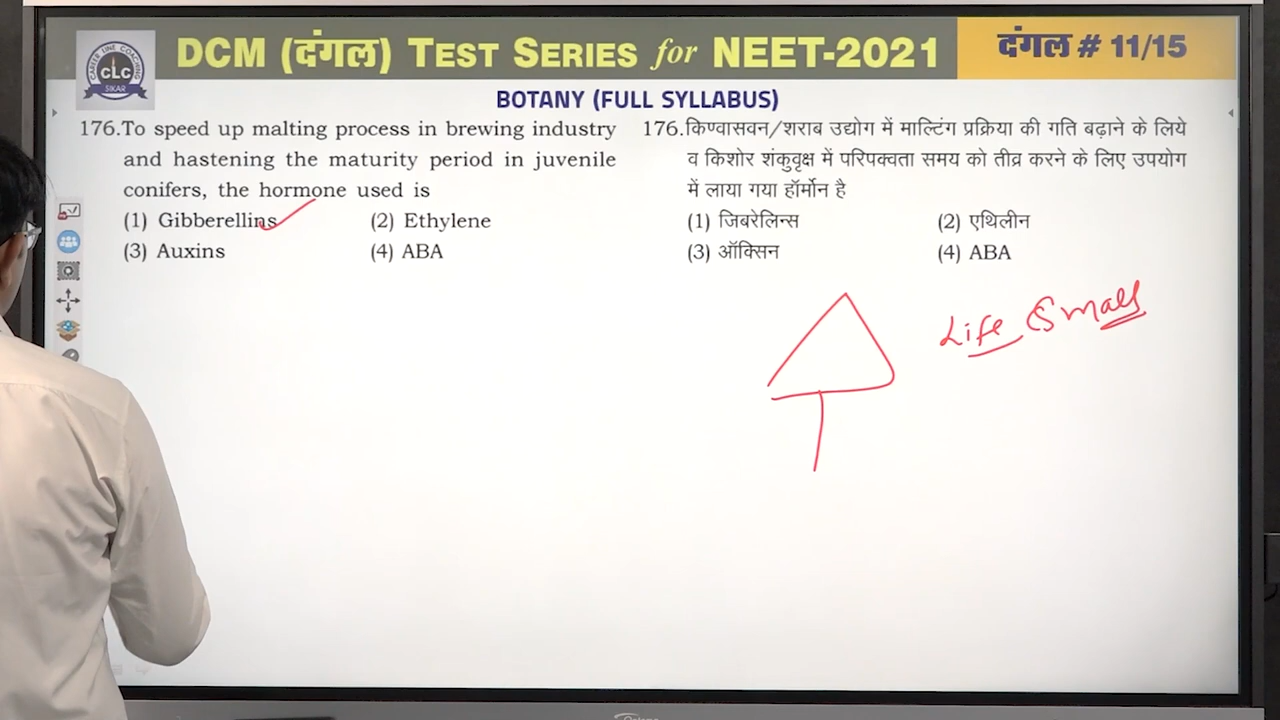 DCM (दंगल) TEST SERIES for NEET-2021
दंगल # 11/15
CAREER LINE COACHING
CLC
SIKAR
BOTANY (FULL SYLLABUS)
176.To speed up malting process in brewing industry
and hastening the maturity period in juvenile
conifers, the hormone used is
(1) Gibberellins (2) Ethylene
(3) Auxins (4) ABA
176.किण्वासवन/शराब उद्योग में माल्टिंग प्रक्रिया की गति बढ़ाने के लिये
व किशोर शंकुवृक्ष में परिपक्वता समय को तीव्र करने के लिए उपयोग
में लाया गया हॉर्मोन है
(1) जिबरेलिन्स (2) एथिलीन
(3) ऑक्सिन (4) ABA
Life Small